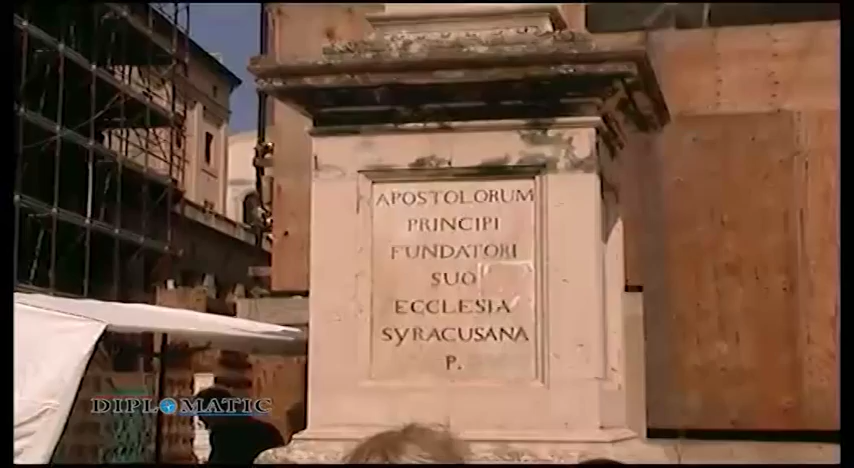 APOSTOLORUM
PRINCIPI
FUNDATORI
SUO
ECCLESIA
SYRACUSANA
P.
DIPLOMATIC